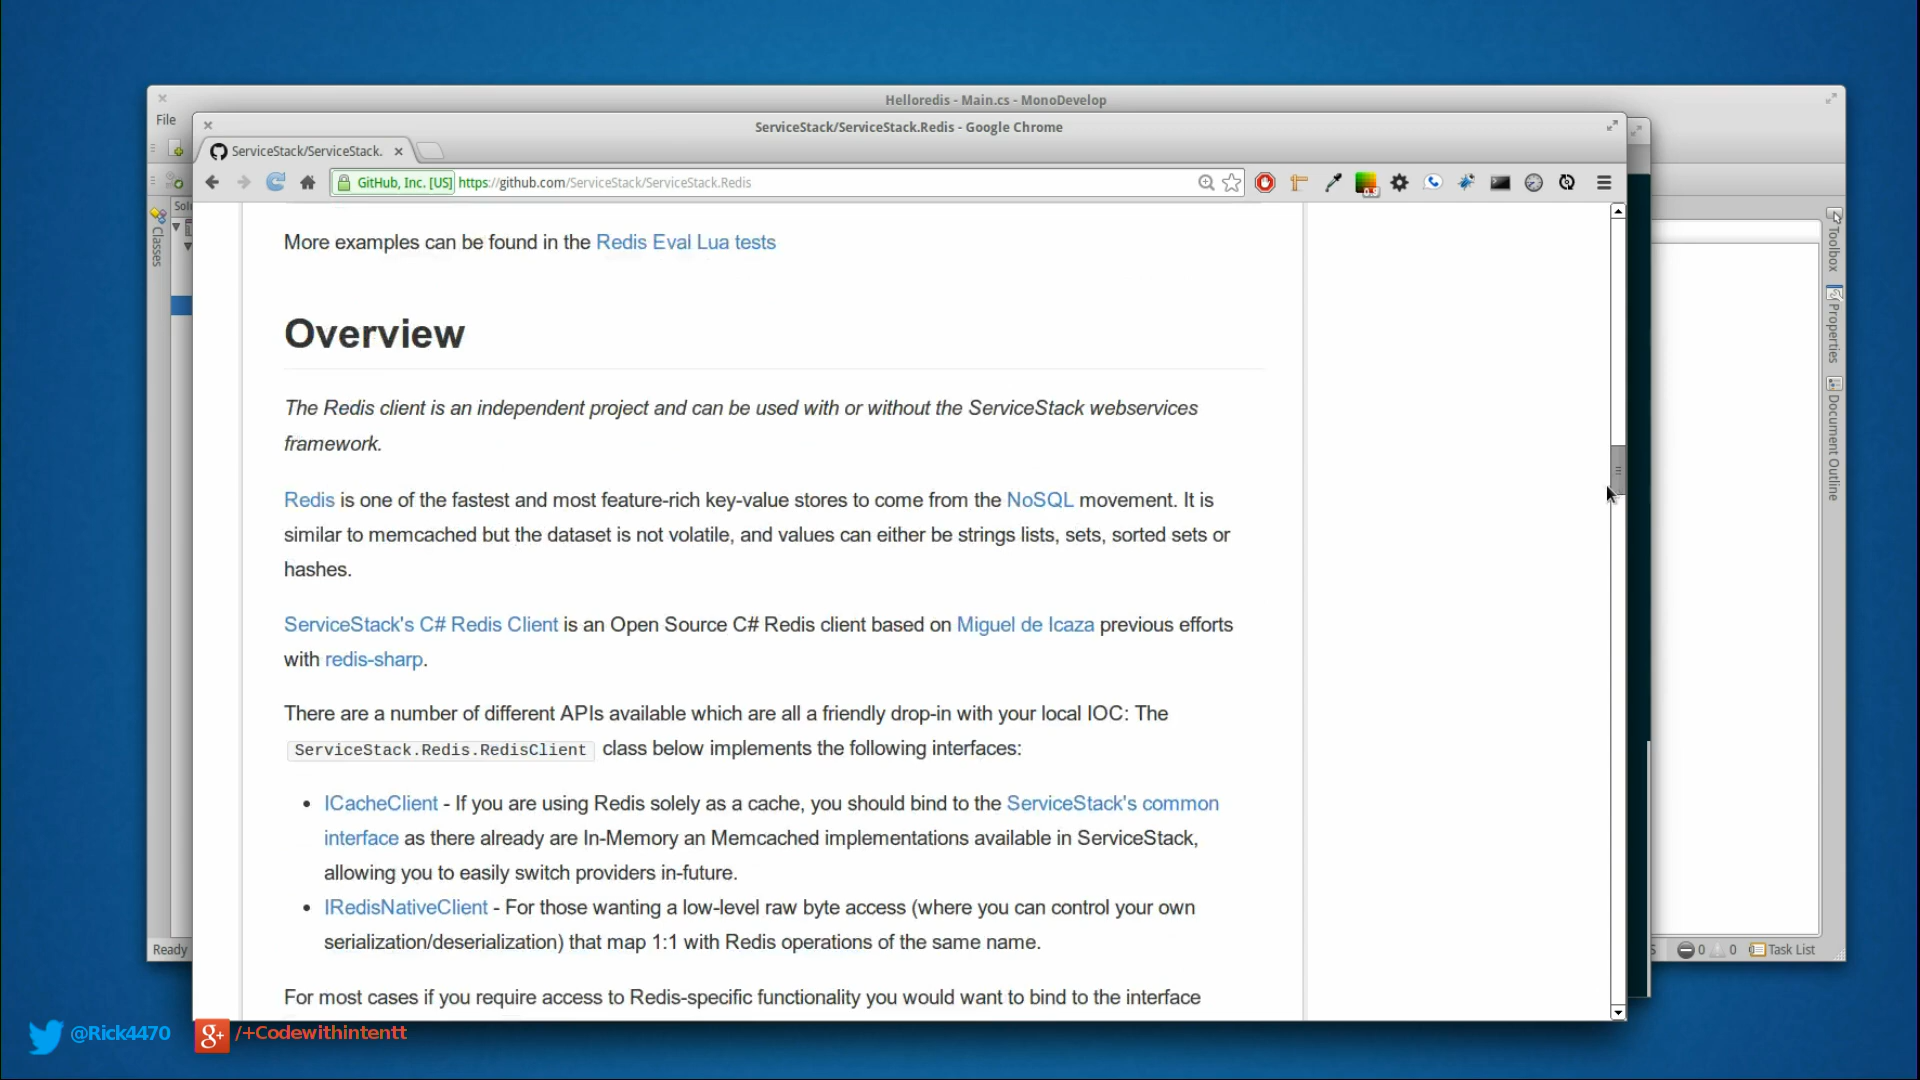 Helloredis - Main.cs - MonoDevelop
File
ServiceStack/ServiceStack.Redis - Google Chrome
ServiceStack/ServiceStack.
GitHub, Inc. [US] https://github.com/ServiceStack/ServiceStack.Redis
Classes
Toolbox
Properties
Document Outline
More examples can be found in the Redis Eval Lua tests
Overview
The Redis client is an independent project and can be used with or without the ServiceStack webservices
framework.
Redis is one of the fastest and most feature-rich key-value stores to come from the NoSQL movement. It is
similar to memcached but the dataset is not volatile, and values can either be strings lists, sets, sorted sets or
hashes.
ServiceStack's C# Redis Client is an Open Source C# Redis client based on Miguel de Icaza previous efforts
with redis-sharp.
There are a number of different APIs available which are all a friendly drop-in with your local IOC: The
ServiceStack.Redis.RedisClient class below implements the following interfaces:
• ICacheClient - If you are using Redis solely as a cache, you should bind to the ServiceStack's common
interface as there already are In-Memory an Memcached implementations available in ServiceStack,
allowing you to easily switch providers in-future.
• IRedisNativeClient - For those wanting a low-level raw byte access (where you can control your own
serialization/deserialization) that map 1:1 with Redis operations of the same name.
For most cases if you require access to Redis-specific functionality you would want to bind to the interface
Ready
0 0 Task List
@Rick4470 g+ /+Codewithintentt